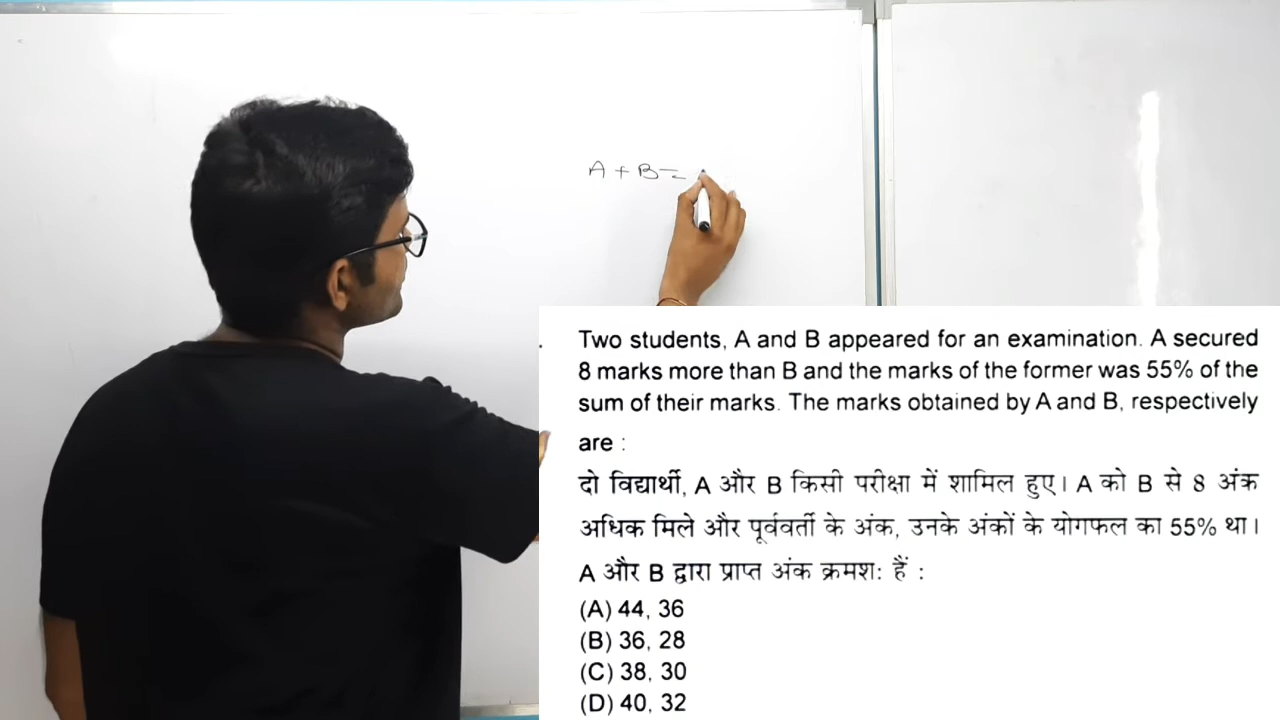 A + B =
Two students, A and B appeared for an examination. A secured
8 marks more than B and the marks of the former was 55% of the
sum of their marks. The marks obtained by A and B, respectively
are :
दो विद्यार्थी, A और B किसी परीक्षा में शामिल हुए। A को B से 8 अंक
अधिक मिले और पूर्ववर्ती के अंक, उनके अंकों के योगफल का 55% था।
A और B द्वारा प्राप्त अंक क्रमशः हैं :
(A) 44, 36
(B) 36, 28
(C) 38, 30
(D) 40, 32